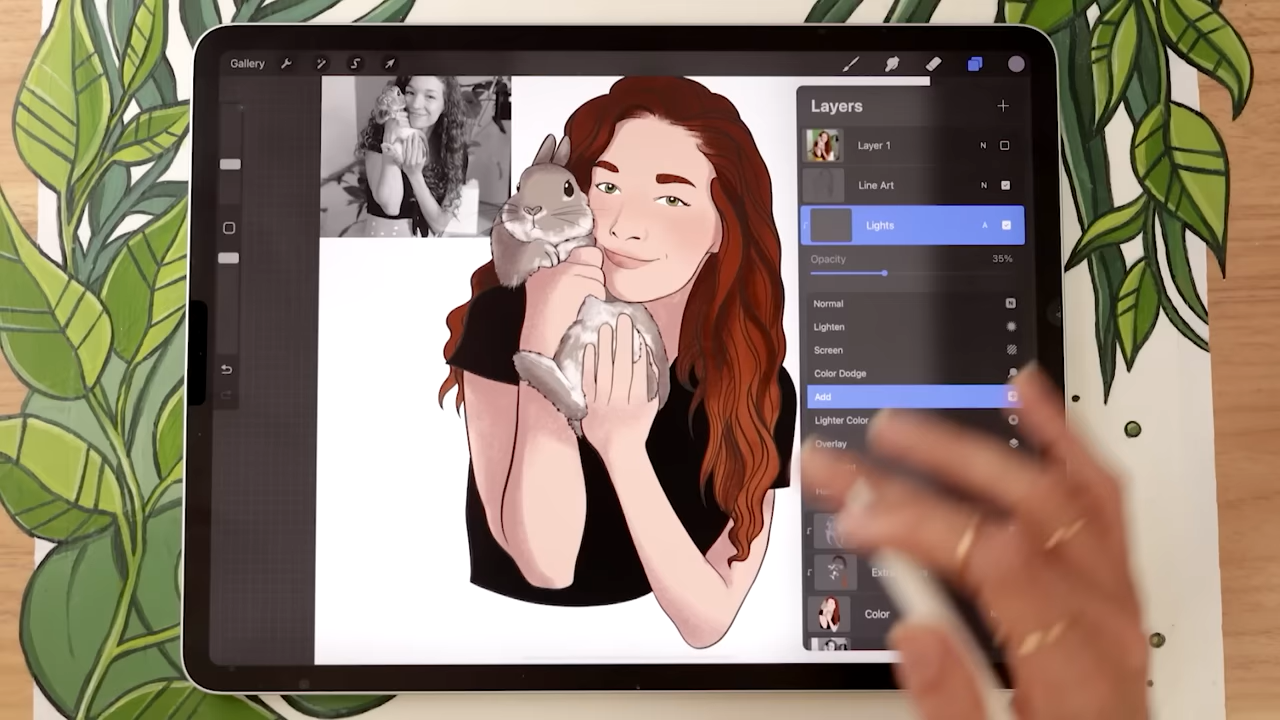 Gallery
Layers
Layer 1 N
Line Art N
Lights A
Opacity 35%
Normal N
Lighten
Screen
Color Dodge
Add
Lighter Color
Overlay
Color